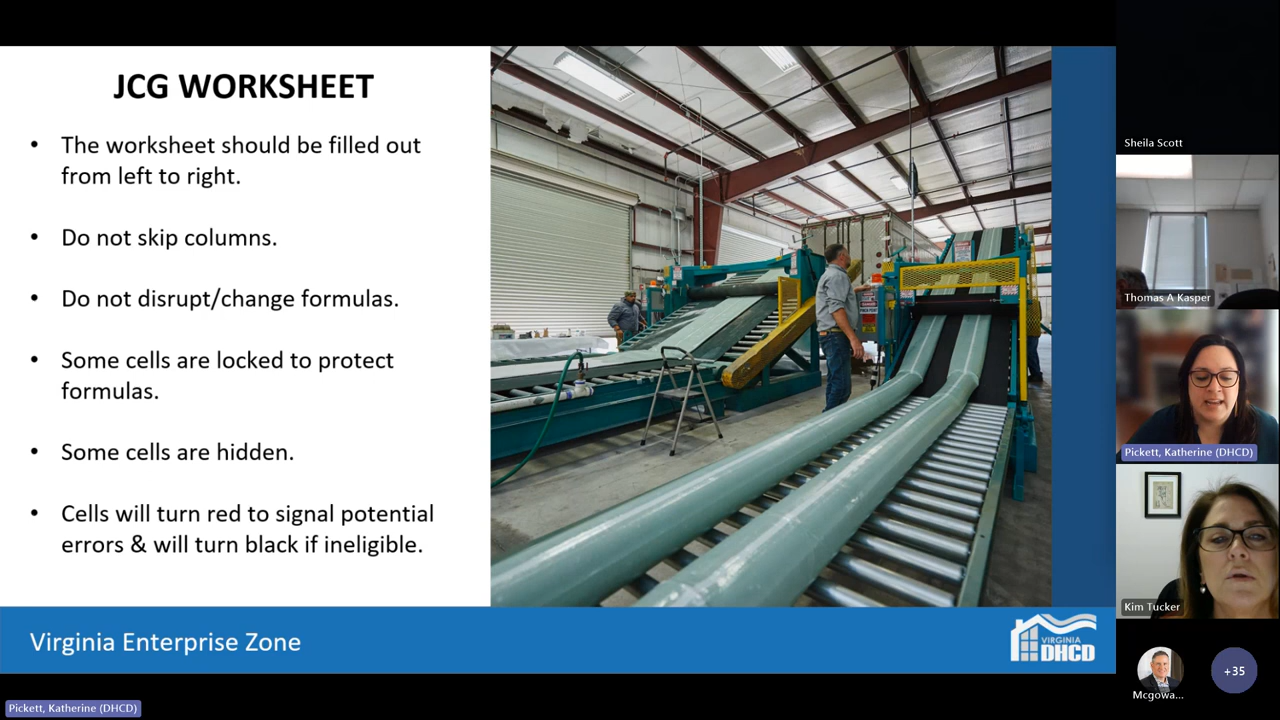 JCG WORKSHEET
• The worksheet should be filled out
from left to right.
• Do not skip columns.
• Do not disrupt/change formulas.
• Some cells are locked to protect
formulas.
• Some cells are hidden.
• Cells will turn red to signal potential
errors & will turn black if ineligible.
Virginia Enterprise Zone
VIRGINIA
DHCD
Sheila Scott
Thomas A Kasper
Pickett, Katherine (DHCD)
Kim Tucker
Mcgowa...
+35
Pickett, Katherine (DHCD)